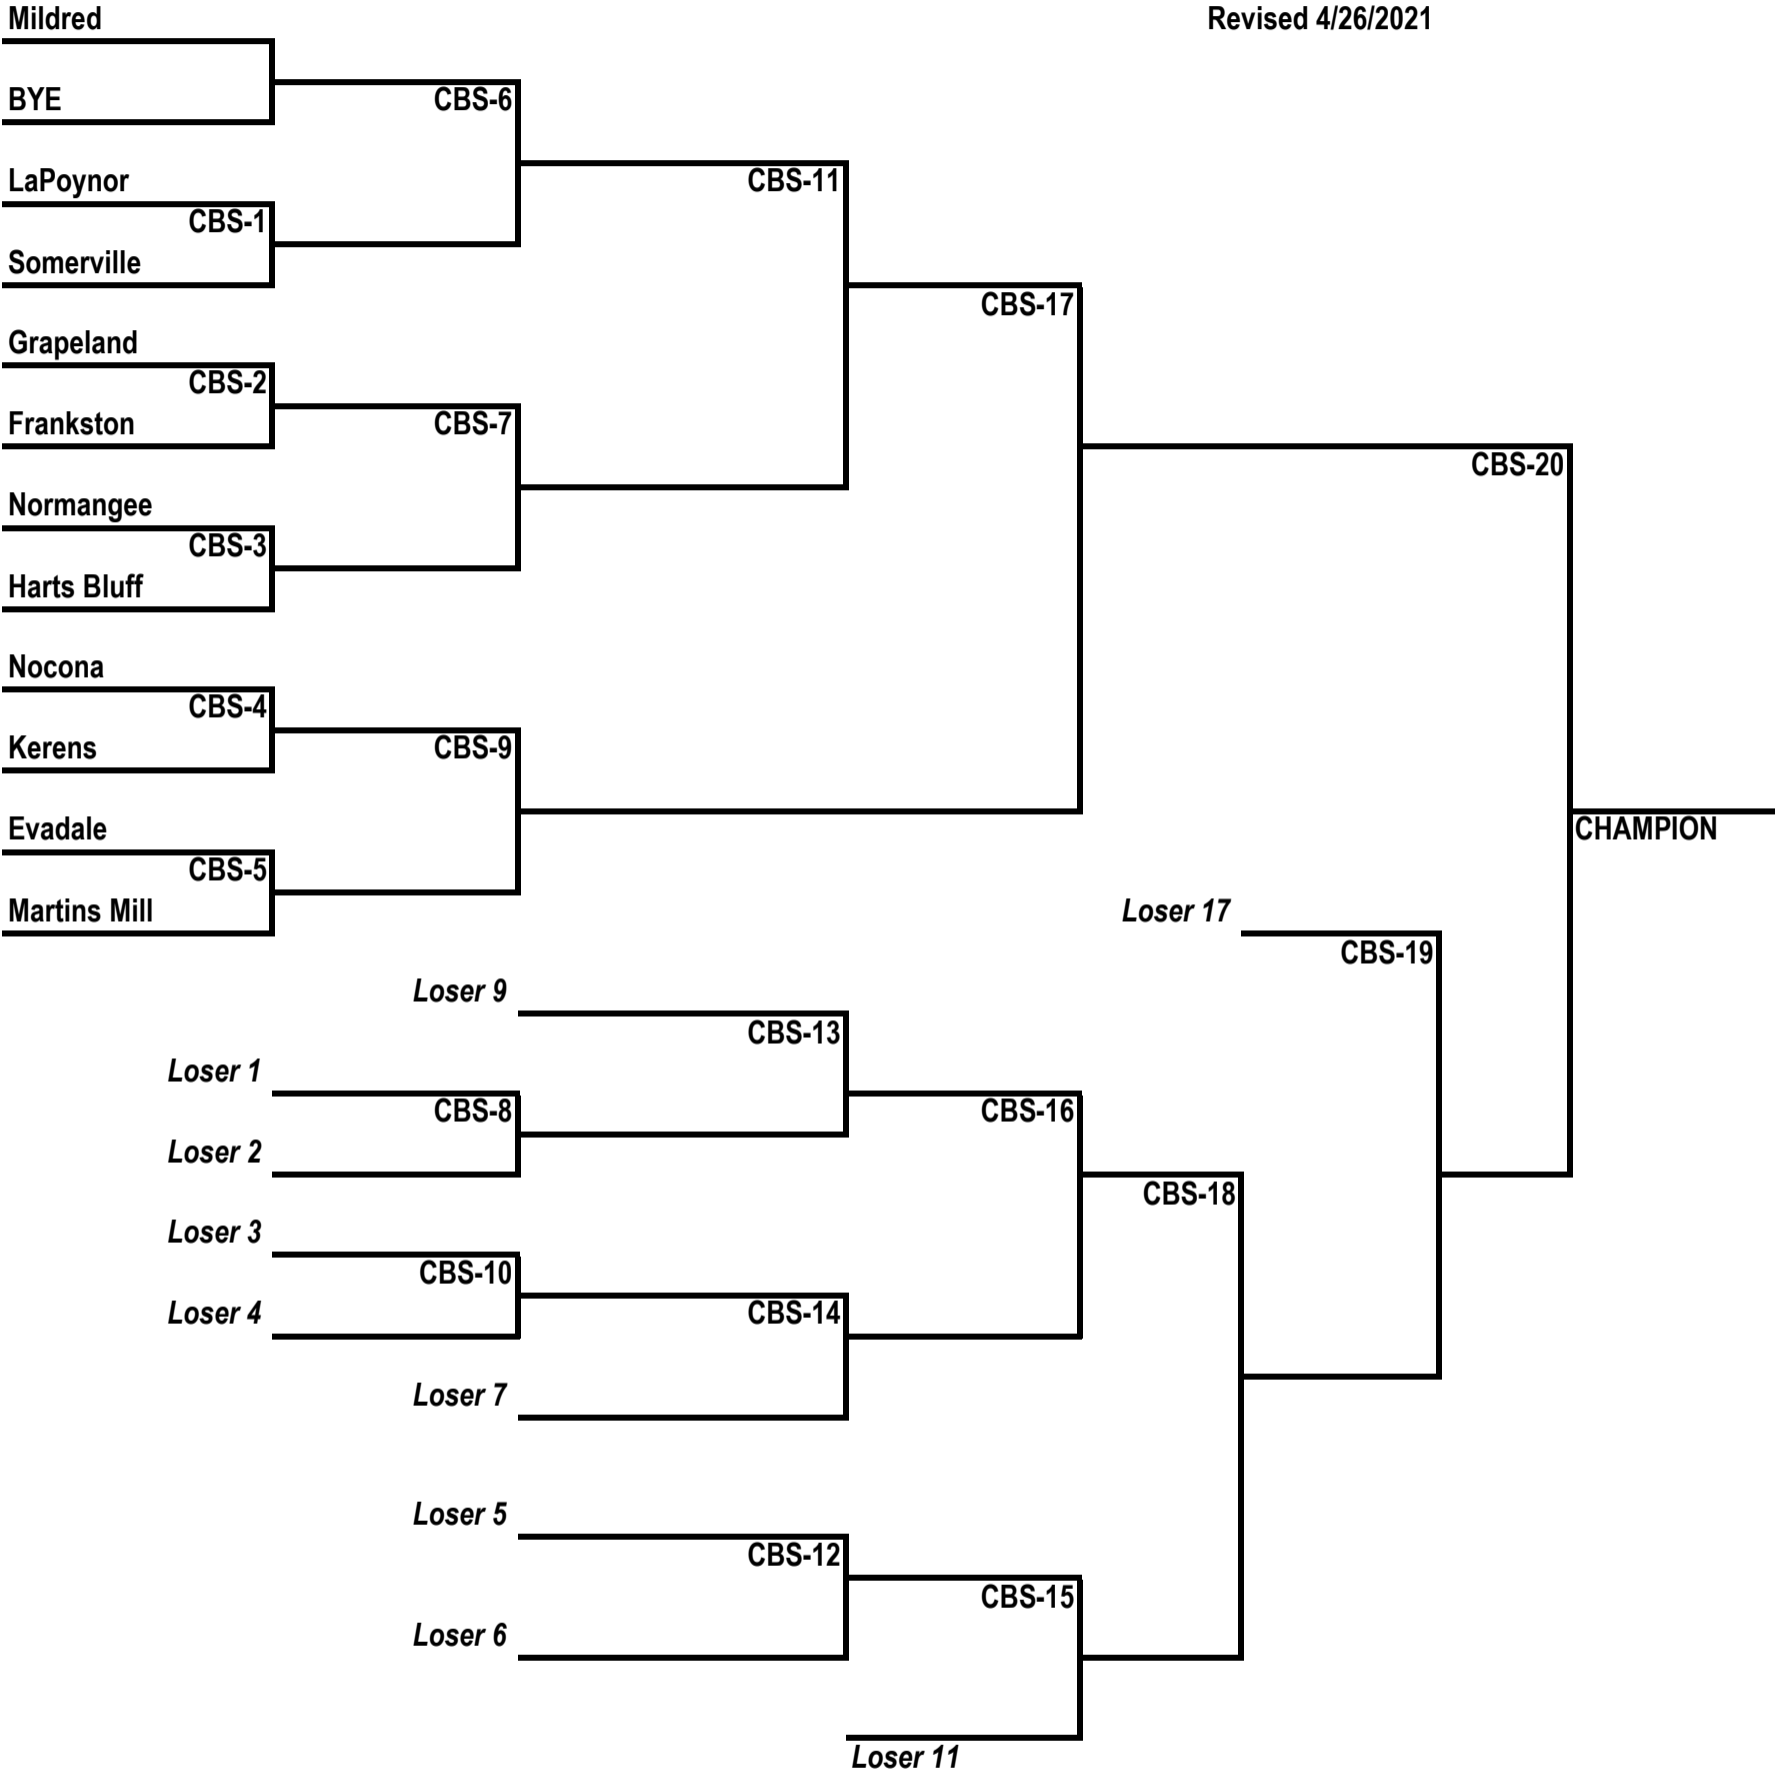 Mildred
Revised 4/26/2021
BYE
CBS-6
LaPoynor
CBS-11
CBS-1
Somerville
CBS-17
Grapeland
CBS-2
Frankston
CBS-7
CBS-20
Normangee
CBS-3
Harts Bluff
Nocona
CBS-4
Kerens
CBS-9
Evadale
CHAMPION
CBS-5
Martins Mill
Loser 17
CBS-19
Loser 9
CBS-13
Loser 1
CBS-8
CBS-16
Loser 2
CBS-18
Loser 3
CBS-10
Loser 4
CBS-14
Loser 7
Loser 5
CBS-12
CBS-15
Loser 6
Loser 11